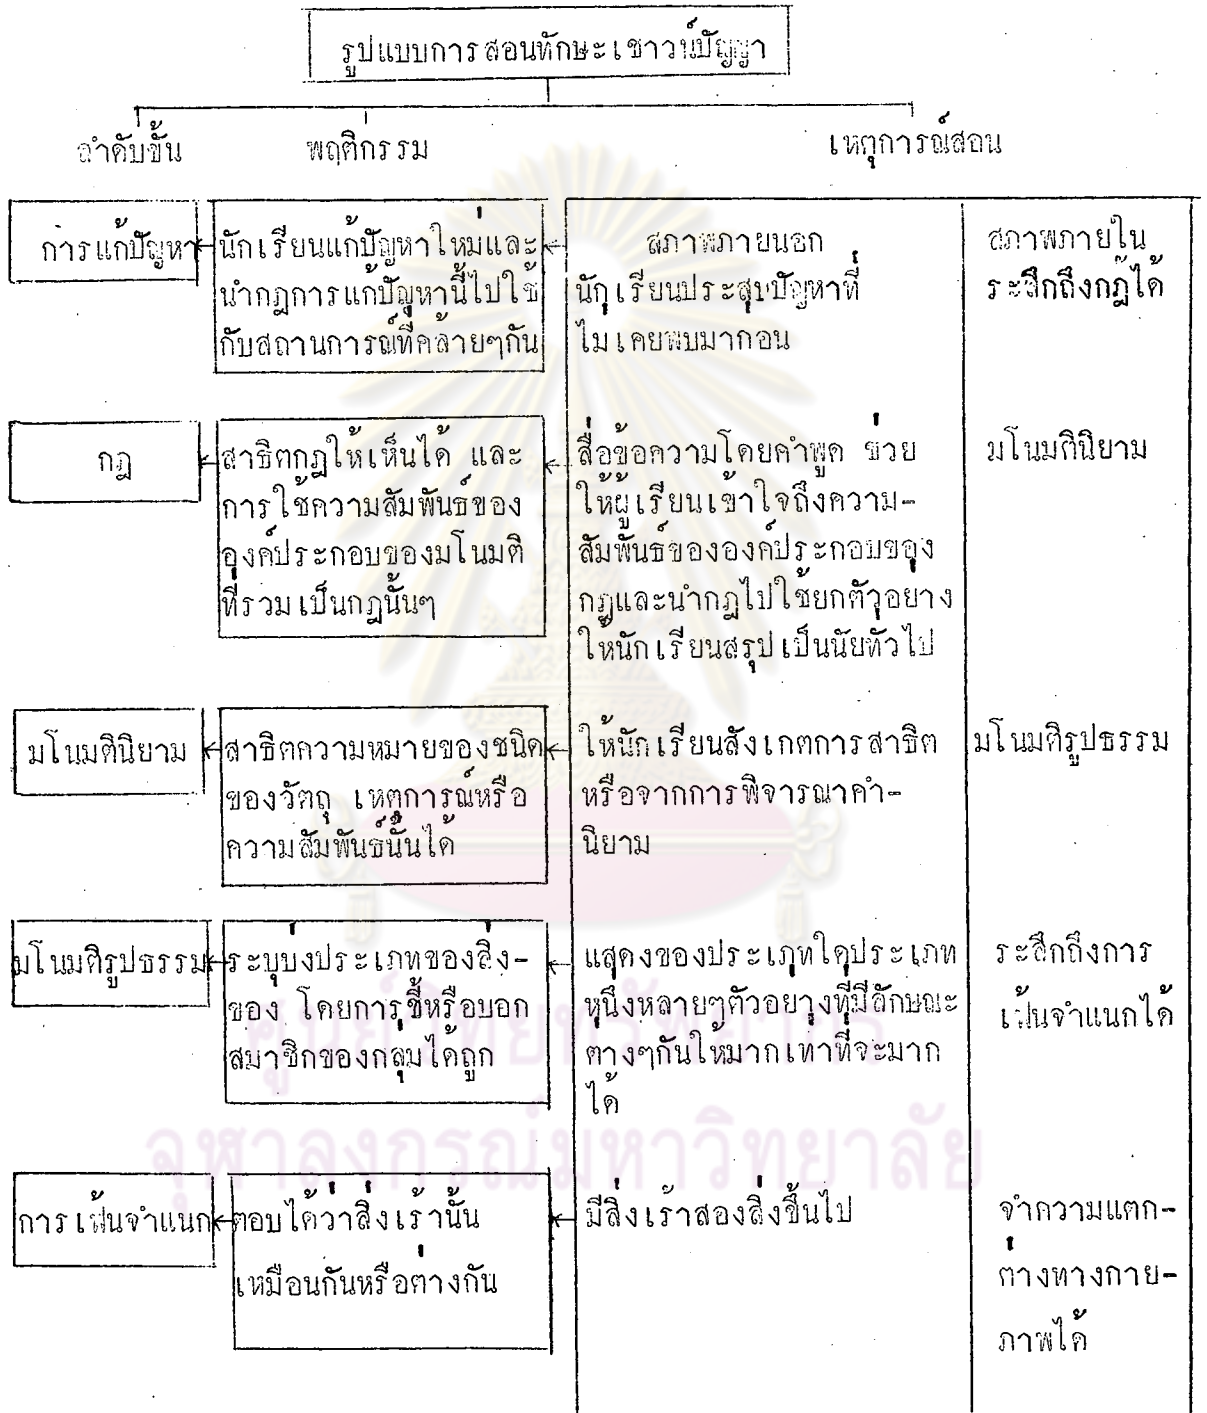 รูปแบบการสอนทักษะเชาวน์ปัญญา
ลำดับขั้น
พฤติกรรม
เหตุการณ์สอน
การแก้ปัญหา
นักเรียนแก้ปัญหาใหม่และ
นำกฎการแก้ปัญหานี้ไปใช้
กับสถานการณ์ที่คล้ายๆกัน
สภาพภายนอก
นักเรียนประสบปัญหาที่
ไม่เคยพบมาก่อน
สภาพภายใน
ระลึกถึงกฎได้
กฎ
สาธิตกฎให้เห็นได้ และ
การใช้ความสัมพันธ์ของ
องค์ประกอบของมโนมติ
ที่รวมเป็นกฎนั้นๆ
สื่อข้อความโดยคำพูด ช่วย
ให้ผู้เรียนเข้าใจถึงความ-
สัมพันธ์ขององค์ประกอบของ
กฎและนำกฎไปใช้ยกตัวอย่าง
ให้นักเรียนสรุปเป็นนัยทั่วไป
มโนมตินิยาม
มโนมตินิยาม
สาธิตความหมายของชนิด
ของวัตถุ เหตุการณ์หรือ
ความสัมพันธ์นั้นได้
ให้นักเรียนสังเกตการสาธิต
หรือจากการพิจารณาคำ-
นิยาม
มโนมติรูปธรรม
มโนมติรูปธรรม
ระบุบ่งประเภทของสิ่ง-
ของ โดยการชี้หรือบอก
สมาชิกของกลุ่มได้ถูก
แสดงของประเภทใดประเภท
หนึ่งหลายๆตัวอย่างที่มีลักษณะ
ต่างๆกันให้มากเท่าที่จะมาก
ได้
ระลึกถึงการ
เฟ้นจำแนกได้
การเฟ้นจำแนก
ตอบได้ว่าสิ่งเร้านั้น
เหมือนกันหรือต่างกัน
มีสิ่งเร้าสองสิ่งขึ้นไป
จำความแตก-
ต่างทางกาย-
ภาพได้
ศูนย์วิทยทรัพยากร
จุฬาลงกรณ์มหาวิทยาลัย